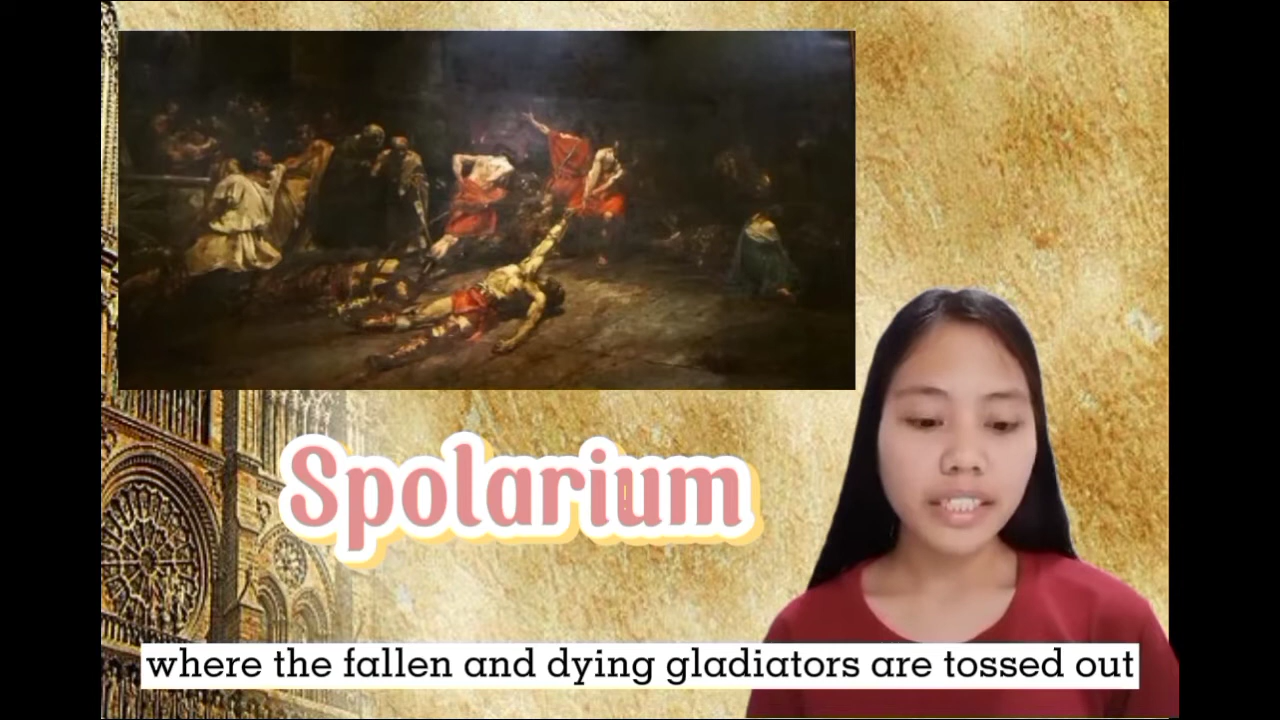 Spolarium
where the fallen and dying gladiators are tossed out